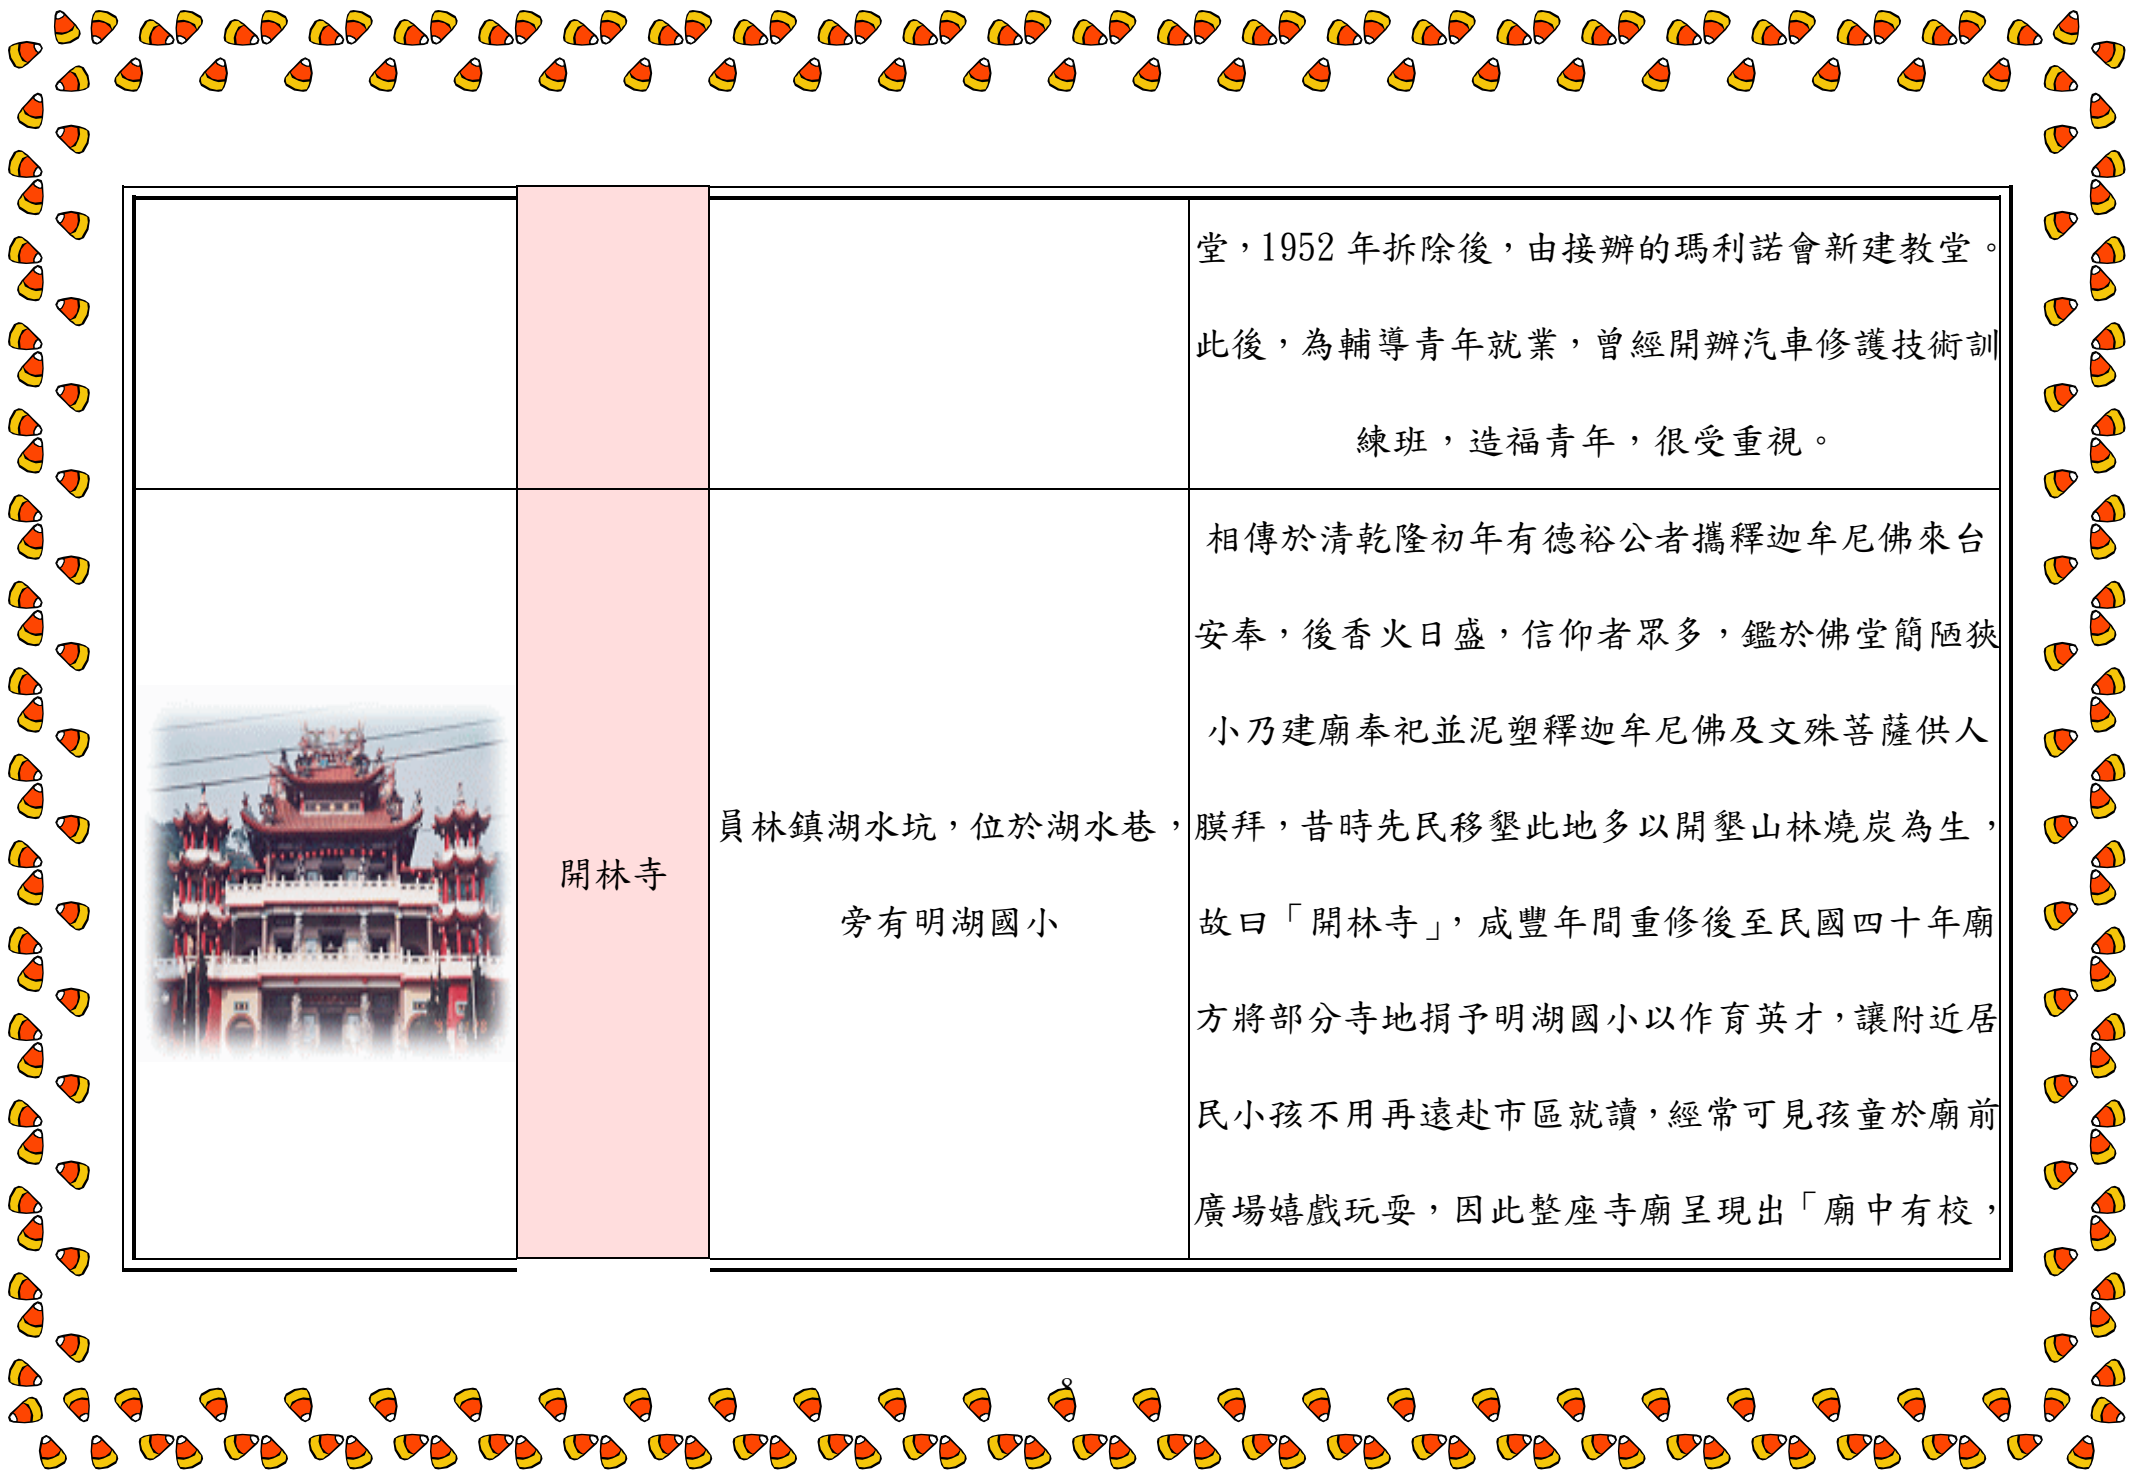 堂，1952 年拆除後，由接辦的瑪利諾會新建教堂。
此後，為輔導青年就業，曾經開辦汽車修護技術訓
練班，造福青年，很受重視。
開林寺
員林鎮湖水坑，位於湖水巷，
旁有明湖國小
相傳於清乾隆初年有德裕公者攜釋迦牟尼佛來台
安奉，後香火日盛，信仰者眾多，鑑於佛堂簡陋狹
小乃建廟奉祀並泥塑釋迦牟尼佛及文殊菩薩供人
膜拜，昔時先民移墾此地多以開墾山林燒炭為生，
故曰「開林寺」，咸豐年間重修後至民國四十年廟
方將部分寺地捐予明湖國小以作育英才，讓附近居
民小孩不用再遠赴市區就讀，經常可見孩童於廟前
廣場嬉戲玩耍，因此整座寺廟呈現出「廟中有校，
8